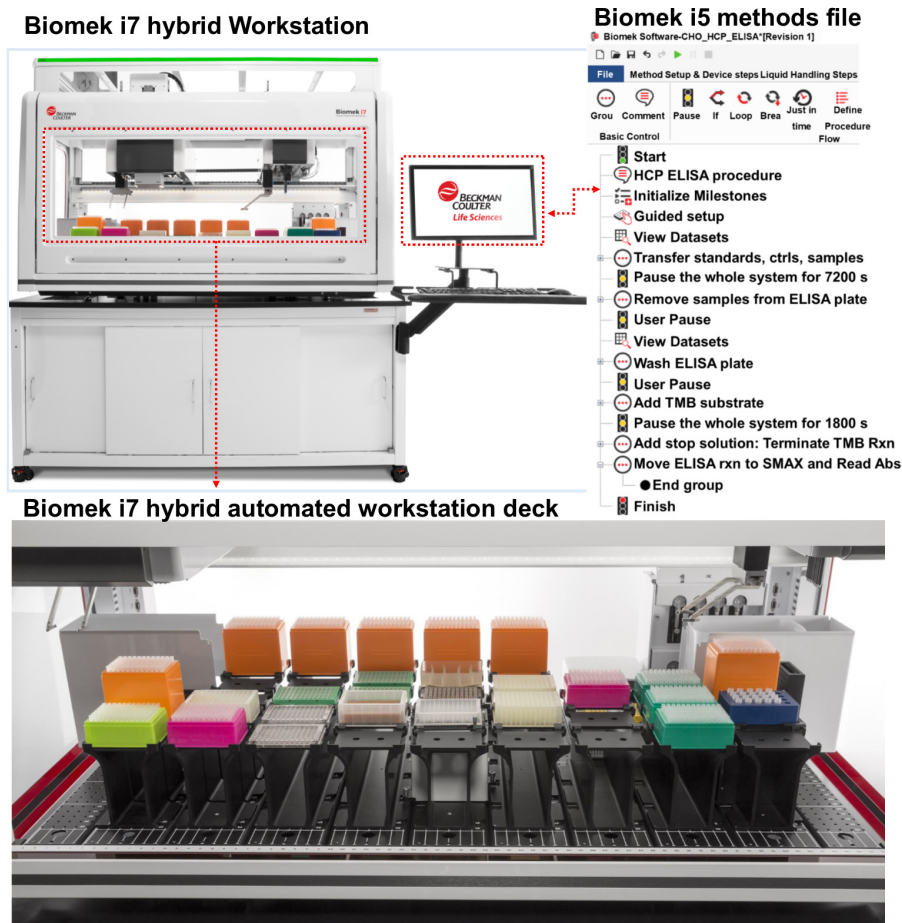 Biomek i7 hybrid Workstation
Biomek i5 methods file
Biomek Software-CHO_HCP_ELISA*[Revision 1]
File Method Setup & Device steps Liquid Handling Steps
Grou Comment Pause If Loop Brea Just in time Define Procedure
Basic Control Flow
Start
HCP ELISA procedure
Initialize Milestones
Guided setup
View Datasets
Transfer standards, ctrls, samples
Pause the whole system for 7200 s
Remove samples from ELISA plate
User Pause
View Datasets
Wash ELISA plate
User Pause
Add TMB substrate
Pause the whole system for 1800 s
Add stop solution: Terminate TMB Rxn
Move ELISA rxn to SMAX and Read Abs
End group
Finish
BECKMAN
COULTER
Biomek i7
BECKMAN
COULTER
Life Sciences
Biomek i7 hybrid automated workstation deck